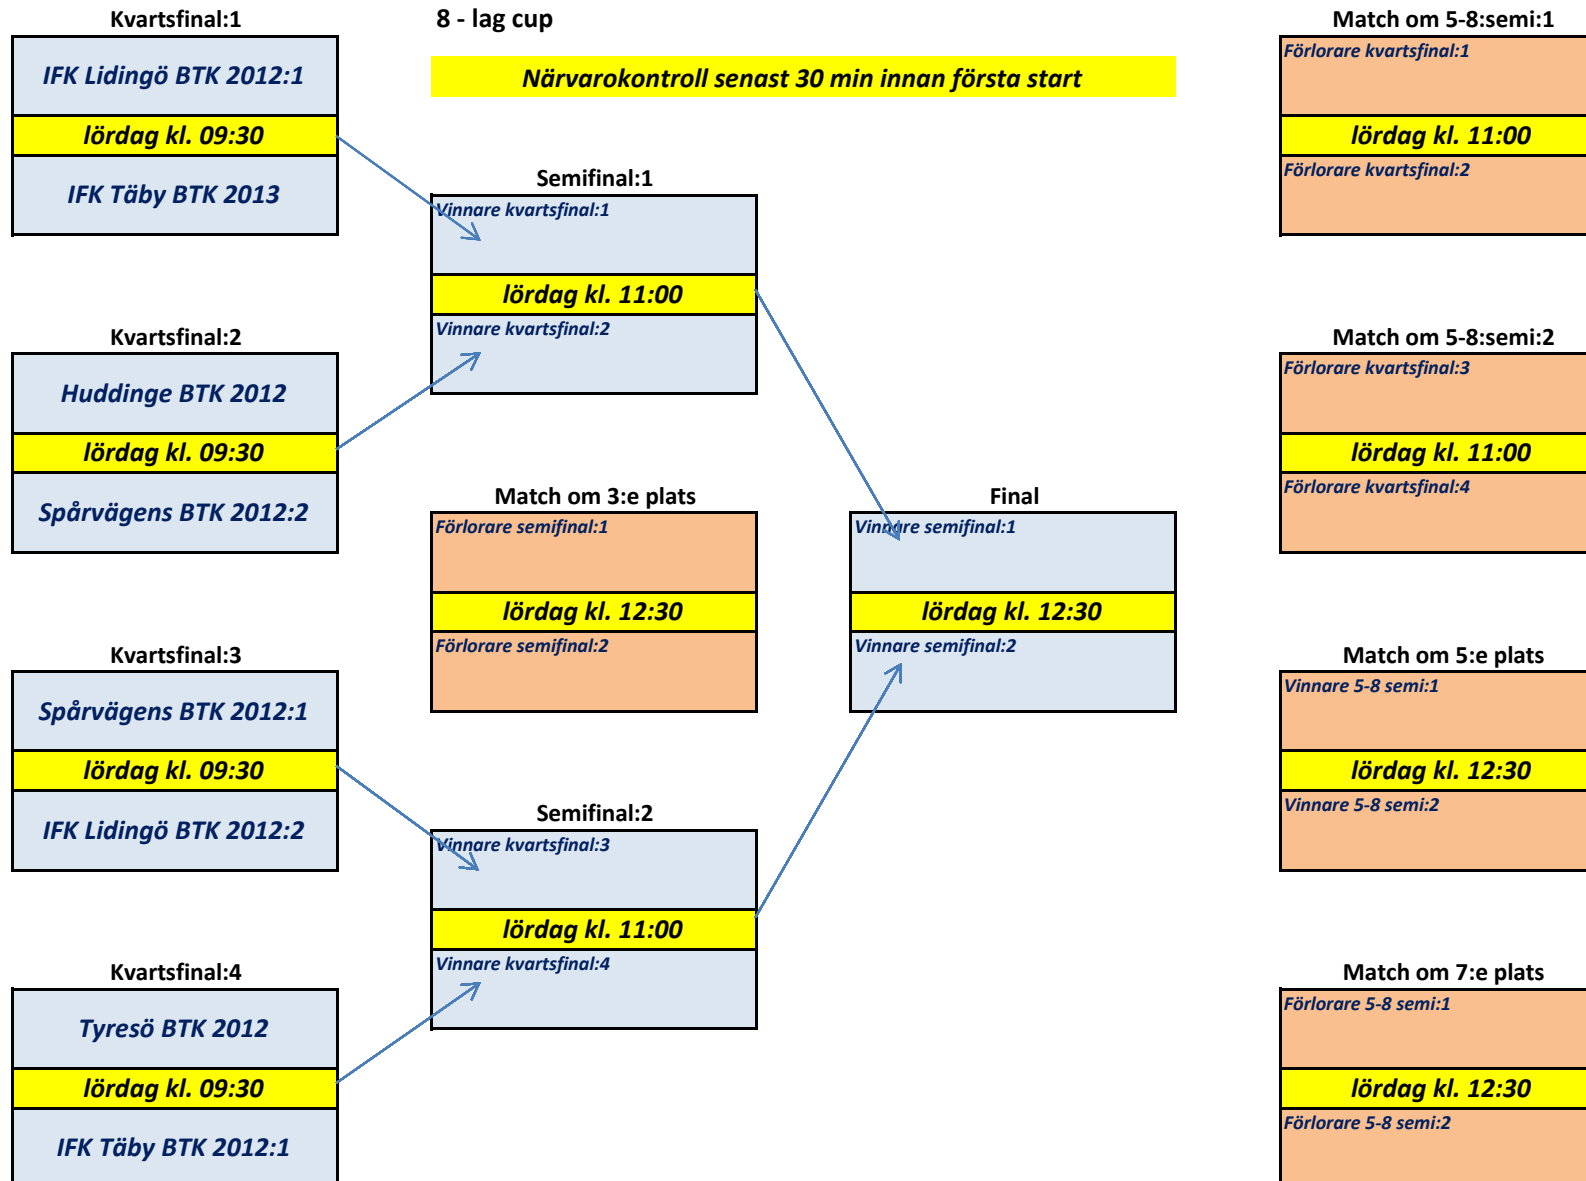 Kvartsfinal:1
IFK Lidingö BTK 2012:1
lördag kl. 09:30
IFK Täby BTK 2013
Kvartsfinal:2
Huddinge BTK 2012
lördag kl. 09:30
Spårvägens BTK 2012:2
Kvartsfinal:3
Spårvägens BTK 2012:1
lördag kl. 09:30
IFK Lidingö BTK 2012:2
Kvartsfinal:4
Tyresö BTK 2012
lördag kl. 09:30
IFK Täby BTK 2012:1
8 - lag cup
Närvarokontroll senast 30 min innan första start
Semifinal:1
Vinnare kvartsfinal:1
lördag kl. 11:00
Vinnare kvartsfinal:2
Match om 3:e plats
Förlorare semifinal:1
lördag kl. 12:30
Förlorare semifinal:2
Semifinal:2
Vinnare kvartsfinal:3
lördag kl. 11:00
Vinnare kvartsfinal:4
Final
Vinnare semifinal:1
lördag kl. 12:30
Vinnare semifinal:2
Match om 5-8:semi:1
Förlorare kvartsfinal:1
lördag kl. 11:00
Förlorare kvartsfinal:2
Match om 5-8:semi:2
Förlorare kvartsfinal:3
lördag kl. 11:00
Förlorare kvartsfinal:4
Match om 5:e plats
Vinnare 5-8 semi:1
lördag kl. 12:30
Vinnare 5-8 semi:2
Match om 7:e plats
Förlorare 5-8 semi:1
lördag kl. 12:30
Förlorare 5-8 semi:2